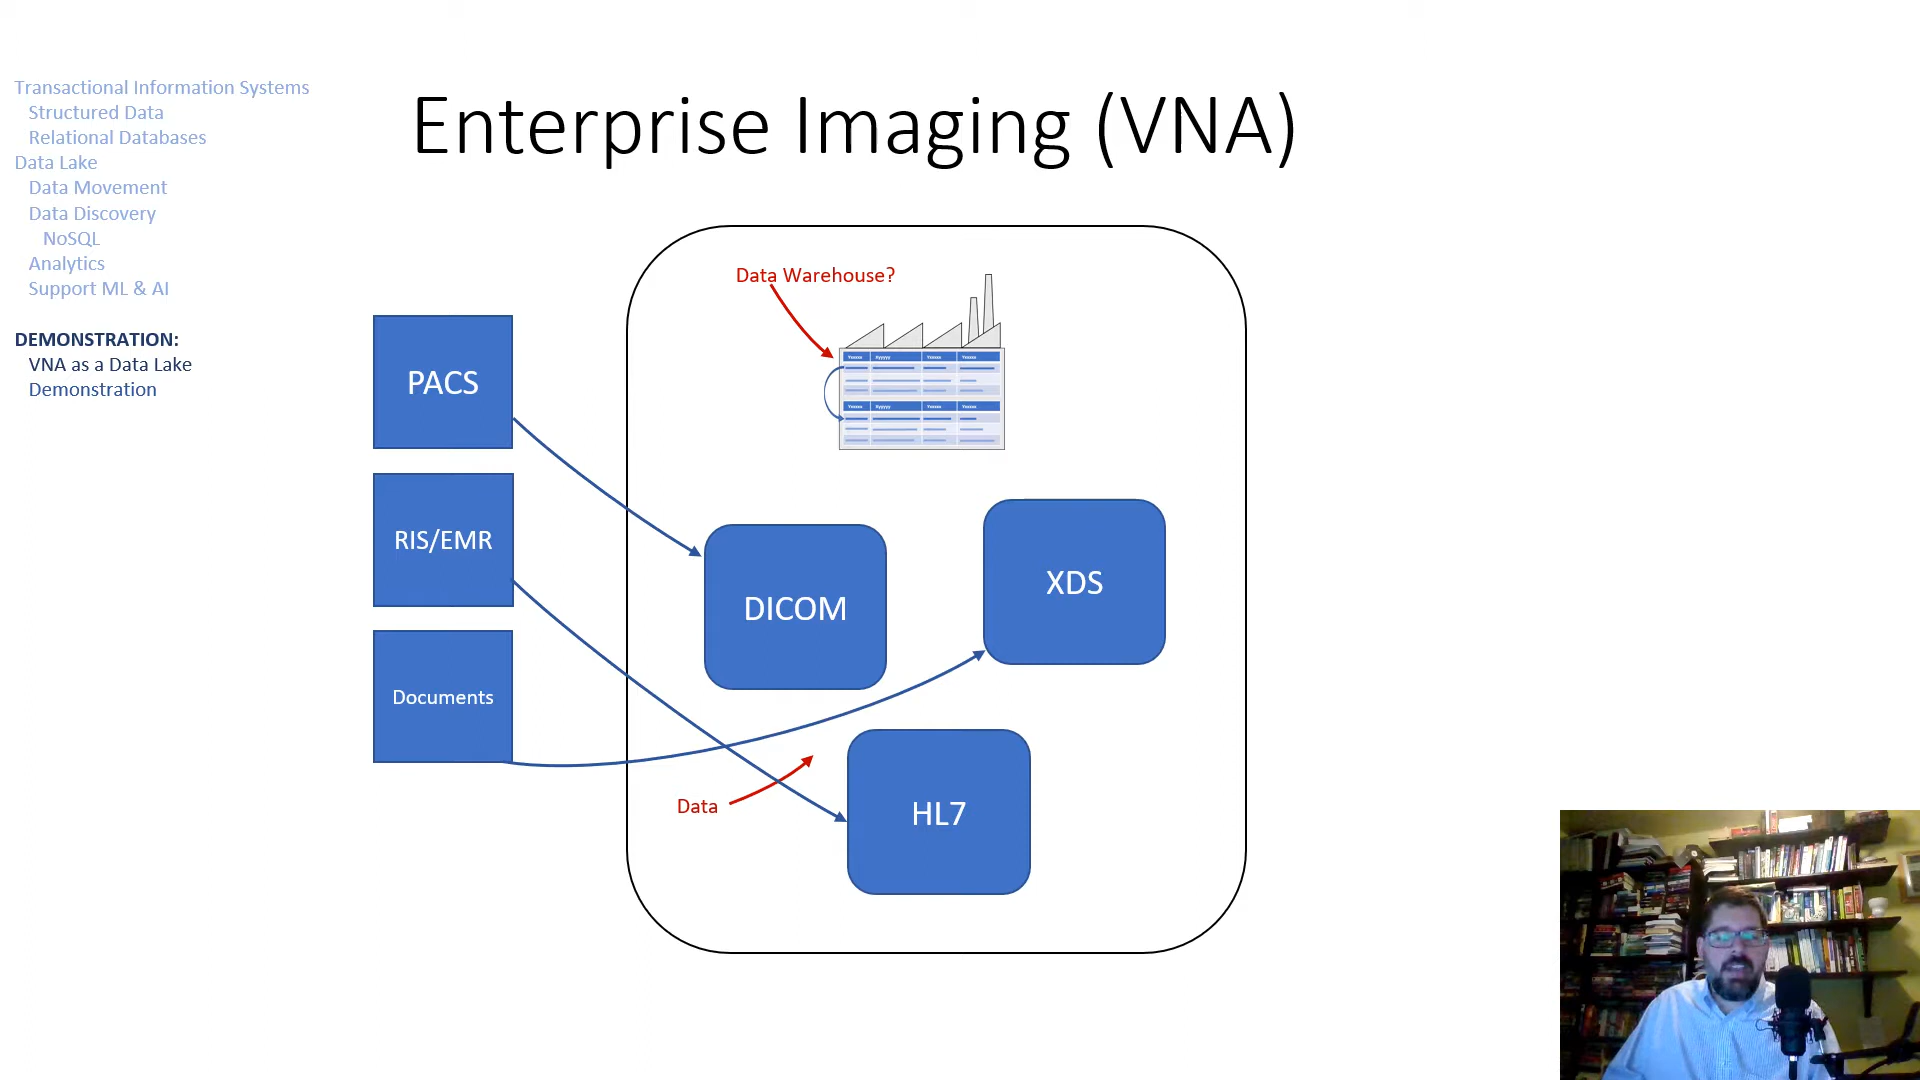 Transactional Information Systems
Structured Data
Relational Databases
Data Lake
Data Movement
Data Discovery
NoSQL
Analytics
Support ML & AI
DEMONSTRATION:
VNA as a Data Lake
Demonstration
Enterprise Imaging (VNA)
Data Warehouse?
PACS
RIS/EMR
Documents
DICOM
XDS
Data
HL7